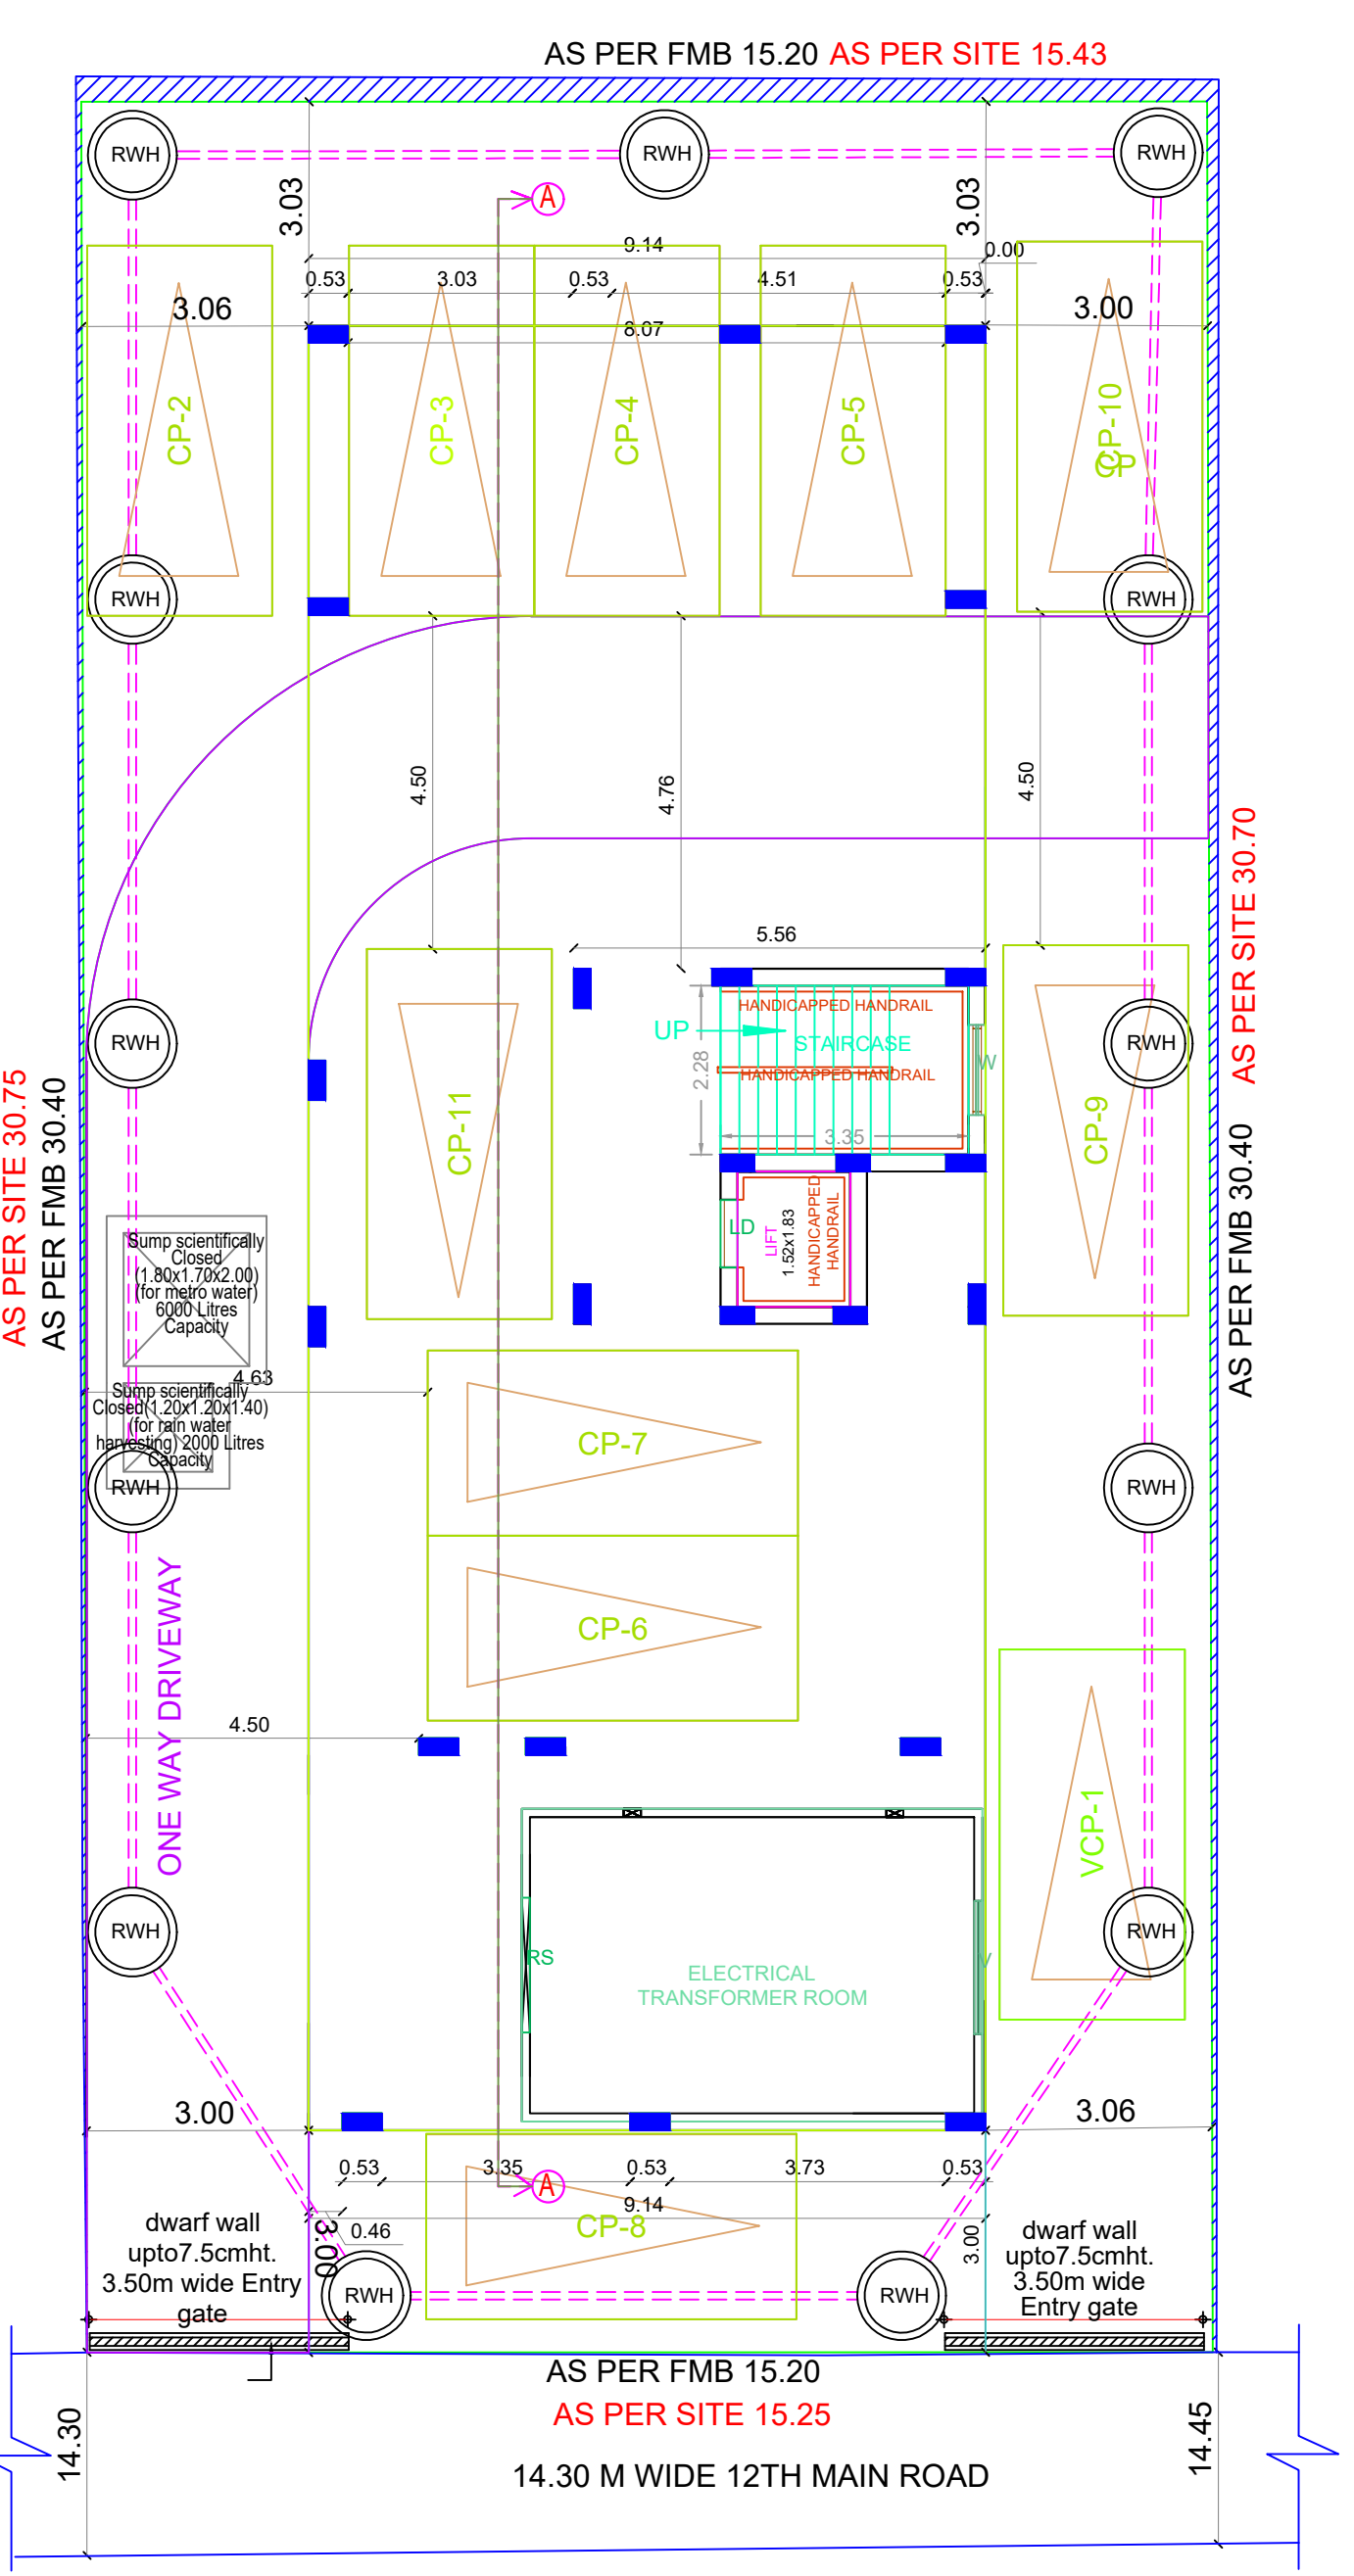 AS PER FMB 15.20 AS PER SITE 15.43
RWH
RWH
RWH
3.03
A
3.03
9.14
0.00
0.53
3.03
0.53
4.51
0.53
3.06
3.00
8.07
CP-2
CP-3
CP-4
CP-5
CP-10
CP
RWH
RWH
4.50
4.76
4.50
AS PER SITE 30.70
5.56
HANDICAPPED HANDRAIL
UP
STAIRCASE
HANDICAPPED HANDRAIL
W
2.28
3.35
RWH
RWH
AS PER SITE 30.75
AS PER FMB 30.40
CP-11
CP-9
AS PER FMB 30.40
LD
LIFT
1.52x1.83
HANDICAPPED
HANDRAIL
Sump scientifically
Closed
(1.80x1.70x2.00)
(for metro water)
6000 Litres
Capacity
4.63
Sump scientifically
Closed(1.20x1.20x1.40)
(for rain water
harvesting) 2000 Litres
Capacity
RWH
RWH
CP-7
CP-6
ONE WAY DRIVEWAY
4.50
VCP-1
RWH
RWH
RS
ELECTRICAL
TRANSFORMER ROOM
V
3.00
3.06
0.53
3.35
0.53
3.73
0.53
A
9.14
0.46
3.00
CP-8
3.00
dwarf wall
upto7.5cmht.
3.50m wide Entry
gate
dwarf wall
upto7.5cmht.
3.50m wide
Entry gate
RWH
RWH
AS PER FMB 15.20
AS PER SITE 15.25
14.30
14.45
14.30 M WIDE 12TH MAIN ROAD